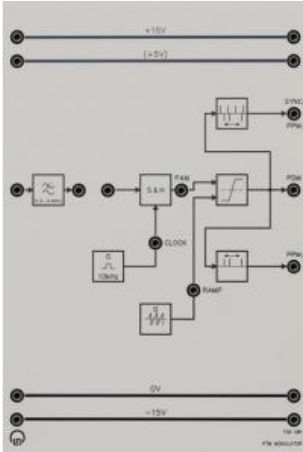 +15V
(+5V)
SYNC
PPM
PAM
S & H
PDM
CLOCK
G
10kHz
PPM
G
RAMP
0V
-15V
PTM MODULATOR